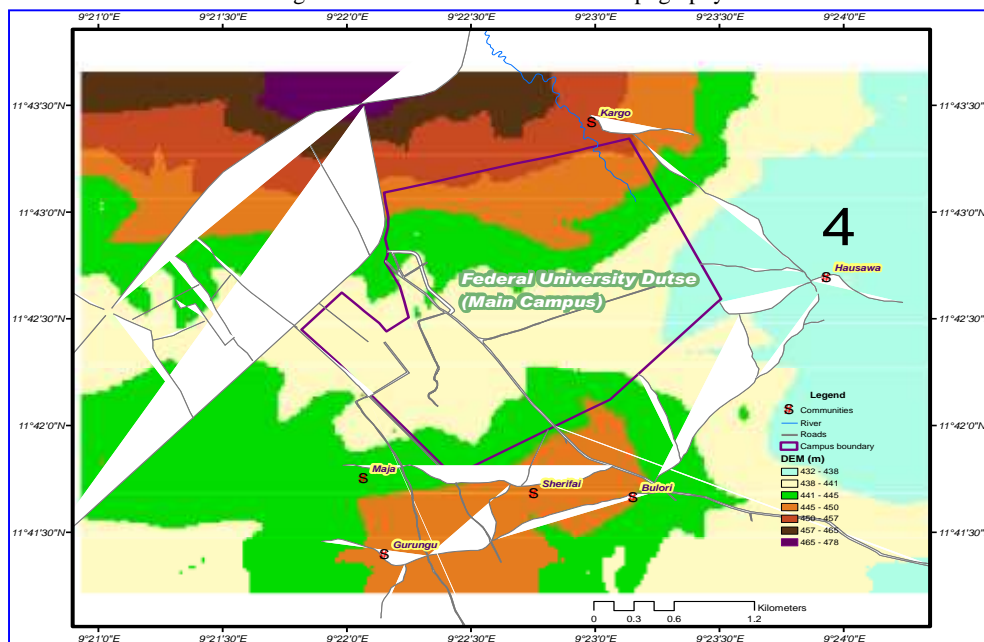 9°21'0"E 9°21'30"E 9°22'0"E 9°22'30"E 9°23'0"E 9°23'30"E 9°24'0"E
11°43'30"N 11°43'30"N
Kargo
S
11°43'0"N 11°43'0"N
4
Hausawa
S
Federal University Dutse
(Main Campus)
11°42'30"N 11°42'30"N
11°42'0"N 11°42'0"N
Legend
S Communities
River
Roads
Campus boundary
DEM (m)
432 - 438
438 - 441
441 - 445
445 - 450
450 - 457
457 - 465
465 - 478
Maja
S
Sherifai
S
Bulori
S
11°41'30"N 11°41'30"N
Gurungu
S
Kilometers
0 0.3 0.6 1.2
9°21'0"E 9°21'30"E 9°22'0"E 9°22'30"E 9°23'0"E 9°23'30"E 9°24'0"E